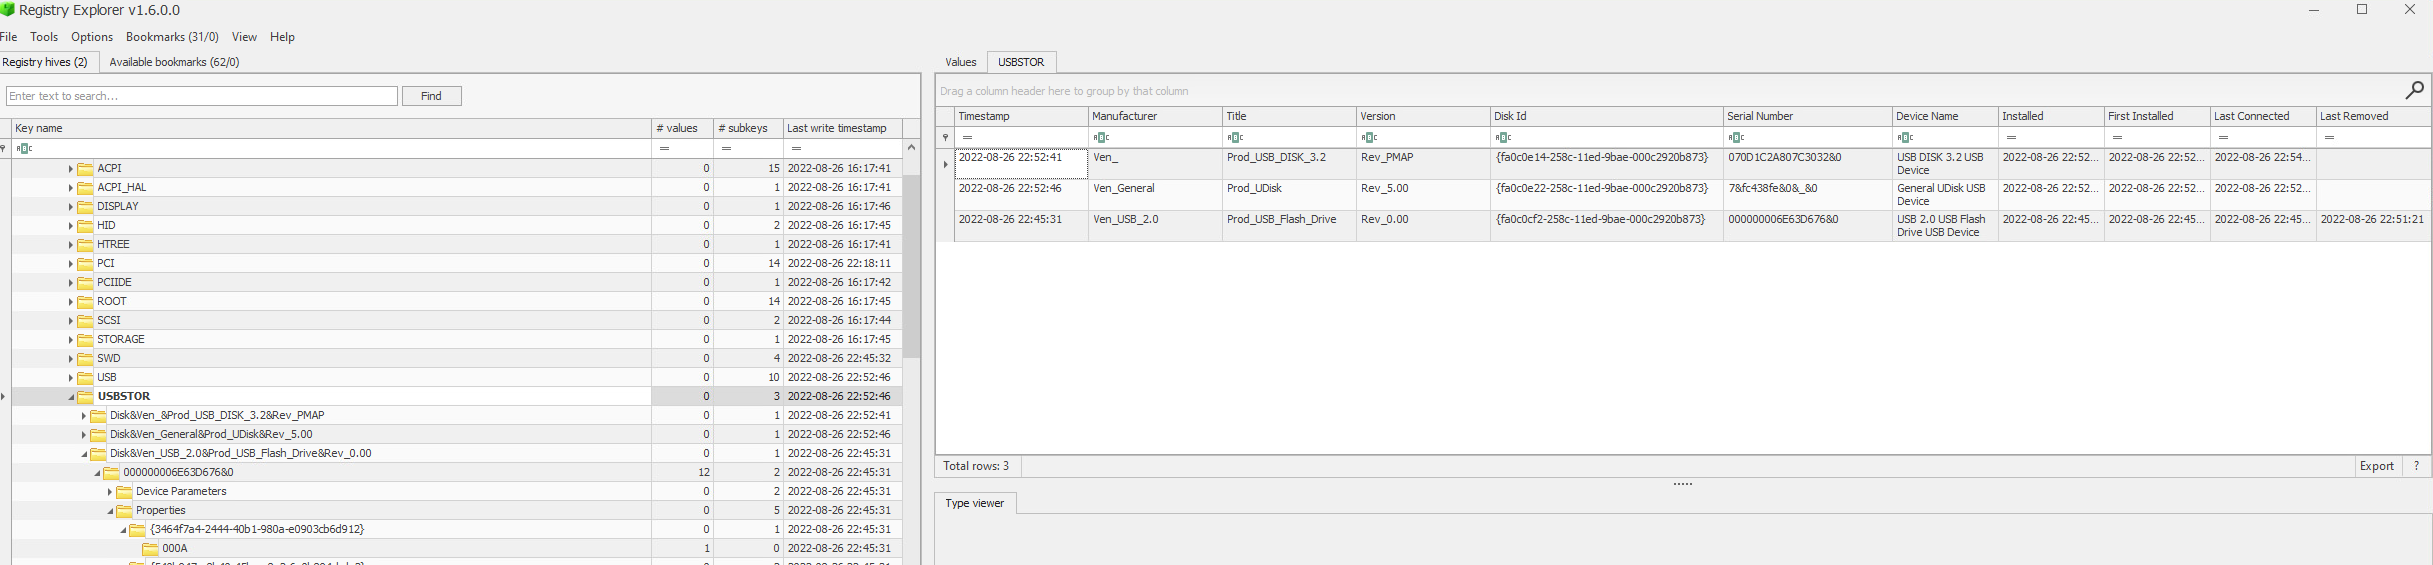 Registry Explorer v1.6.0.0
File Tools Options Bookmarks (31/0) View Help
Registry hives (2) Available bookmarks (62/0)
Enter text to search... Find
Key name # values # subkeys Last write timestamp
ACPI 0 15 2022-08-26 16:17:41
ACPI_HAL 0 1 2022-08-26 16:17:41
DISPLAY 0 1 2022-08-26 16:17:46
HID 0 2 2022-08-26 16:17:45
HTREE 0 1 2022-08-26 16:17:41
PCI 0 14 2022-08-26 22:18:11
PCIIDE 0 1 2022-08-26 16:17:42
ROOT 0 14 2022-08-26 16:17:45
SCSI 0 2 2022-08-26 16:17:44
STORAGE 0 1 2022-08-26 16:17:45
SWD 0 4 2022-08-26 22:45:32
USB 0 10 2022-08-26 22:52:46
USBSTOR 0 3 2022-08-26 22:52:46
Disk&Ven_&Prod_USB_DISK_3.2&Rev_PMAP 0 1 2022-08-26 22:52:41
Disk&Ven_General&Prod_UDisk&Rev_5.00 0 1 2022-08-26 22:52:46
Disk&Ven_USB_2.0&Prod_USB_Flash_Drive&Rev_0.00 0 1 2022-08-26 22:45:31
000000006E63D676&0 12 2 2022-08-26 22:45:31
Device Parameters 0 2 2022-08-26 22:45:31
Properties 0 5 2022-08-26 22:45:31
{3464f7a4-2444-40b1-980a-e0903cb6d912} 0 1 2022-08-26 22:45:31
000A 1 0 2022-08-26 22:45:31
Values USBSTOR
Drag a column header here to group by that column
Timestamp Manufacturer Title Version Disk Id Serial Number Device Name Installed First Installed Last Connected Last Removed
2022-08-26 22:52:41 Ven_ Prod_USB_DISK_3.2 Rev_PMAP {fa0c0e14-258c-11ed-9bae-000c2920b873} 070D1C2A807C3032&0 USB DISK 3.2 USB 2022-08-26 22:52... 2022-08-26 22:52... 2022-08-26 22:54...
Device
2022-08-26 22:52:46 Ven_General Prod_UDisk Rev_5.00 {fa0c0e22-258c-11ed-9bae-000c2920b873} 7&fc438fe&0&_&0 General UDisk USB 2022-08-26 22:52... 2022-08-26 22:52... 2022-08-26 22:52...
Device
2022-08-26 22:45:31 Ven_USB_2.0 Prod_USB_Flash_Drive Rev_0.00 {fa0c0cf2-258c-11ed-9bae-000c2920b873} 000000006E63D676&0 USB 2.0 USB Flash 2022-08-26 22:45... 2022-08-26 22:45... 2022-08-26 22:45... 2022-08-26 22:51:21
Drive USB Device
Total rows: 3 Export ?
Type viewer